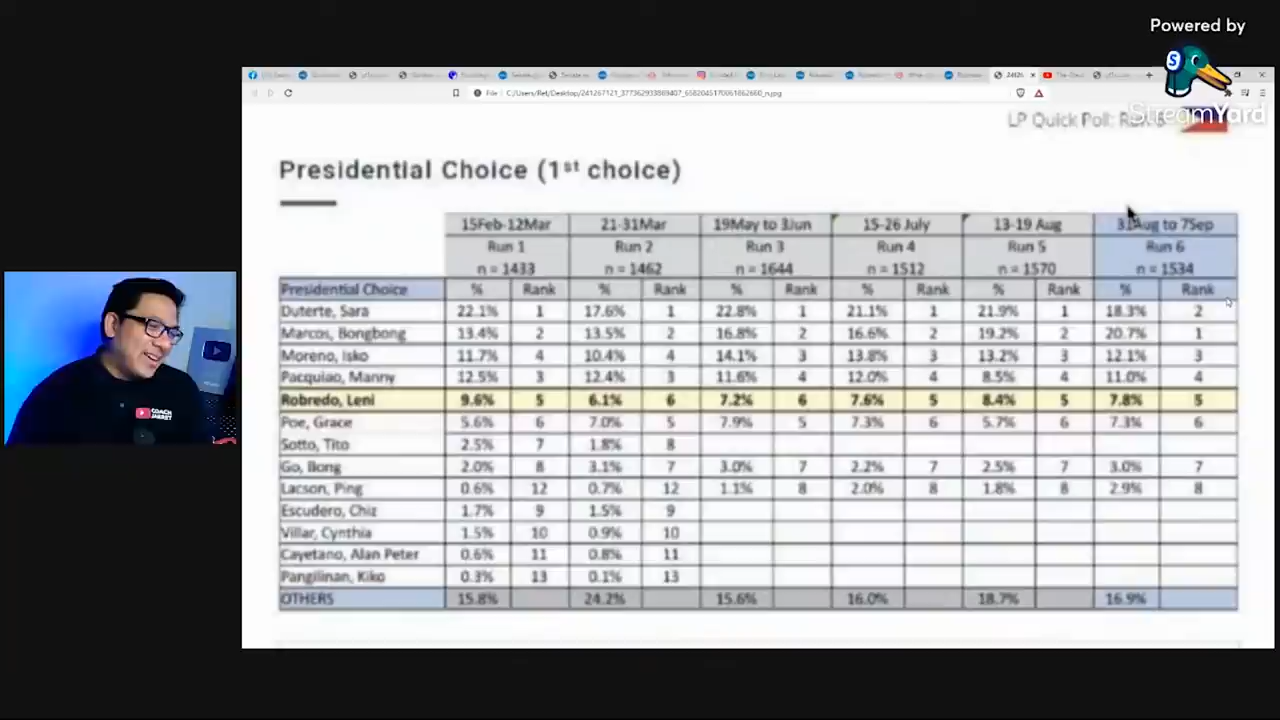 Powered by
StreamYard
LP Quick Poll: Run 6
Presidential Choice (1st choice)
15Feb-12Mar 21-31Mar 19May to 3Jun 15-26 July 13-19 Aug 31Aug to 7Sep
Run 1 Run 2 Run 3 Run 4 Run 5 Run 6
n = 1433 n = 1462 n = 1644 n = 1512 n = 1570 n = 1534
Presidential Choice % Rank % Rank % Rank % Rank % Rank % Rank
Duterte, Sara 22.1% 1 17.6% 1 22.8% 1 21.1% 1 21.9% 1 18.3% 2
Marcos, Bongbong 13.4% 2 13.5% 2 16.8% 2 16.6% 2 19.2% 2 20.7% 1
Moreno, Isko 11.7% 4 10.4% 4 14.1% 3 13.8% 3 13.2% 3 12.1% 3
Pacquiao, Manny 12.5% 3 12.4% 3 11.6% 4 12.0% 4 8.5% 4 11.0% 4
Robredo, Leni 9.6% 5 6.1% 6 7.2% 6 7.6% 5 8.4% 5 7.8% 5
Poe, Grace 5.6% 6 7.0% 5 7.9% 5 7.3% 6 5.7% 6 7.3% 6
Sotto, Tito 2.5% 7 1.8% 8
Go, Bong 2.0% 8 3.1% 7 3.0% 7 2.2% 7 2.5% 7 3.0% 7
Lacson, Ping 0.6% 12 0.7% 12 1.1% 8 2.0% 8 1.8% 8 2.9% 8
Escudero, Chiz 1.7% 9 1.5% 9
Villar, Cynthia 1.5% 10 0.9% 10
Cayetano, Alan Peter 0.6% 11 0.8% 11
Pangilinan, Kiko 0.3% 13 0.1% 13
OTHERS 15.8% 24.2% 15.6% 16.0% 18.7% 16.9%
COACH
JARRET